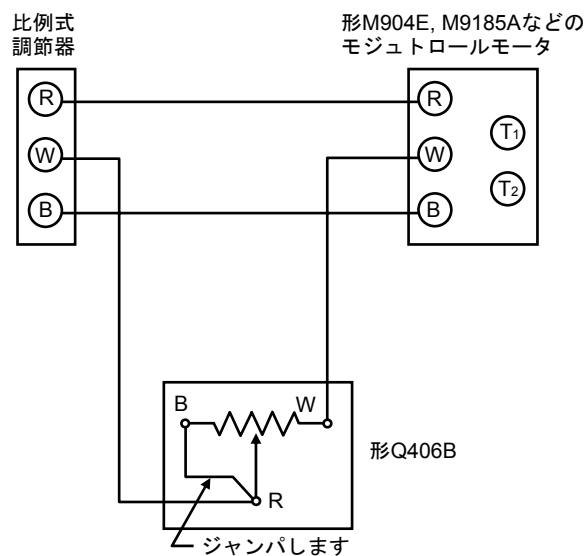 比例式
調節器
形M904E, M9185Aなどの
モジュトロールモータ
R
W
B
R
W
B
T1
T2
B
W
R
形Q406B
ジャンパします